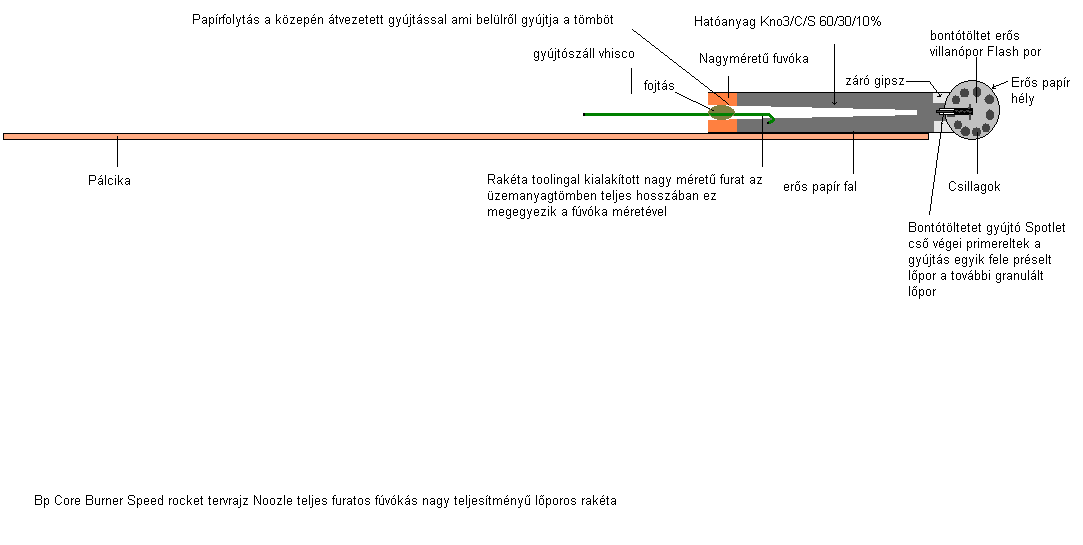 Papírfolytás a közepén átvezetett gyújtással ami belülről gyújtja a tömböt
Hatóanyag Kno3/C/S 60/30/10%
bontótöltet erős
villanópor Flash por
gyújtószáll vhisco
Nagyméretű fuvóka
fojtás
záró gipsz
Erős papír
hély
Pálcika
Rakéta toolingal kialakított nagy méretű furat az
üzemanyagtömben teljes hosszában ez
megegyezik a fúvóka méretével
erős papír fal
Csillagok
Bontótöltetet gyújtó Spotlet
cső végei primereltek a
gyújtás egyik fele préselt
lőpor a további granulált
lőpor
Bp Core Burner Speed rocket tervrajz Noozle teljes furatos fúvókás nagy teljesítményű lőporos rakéta